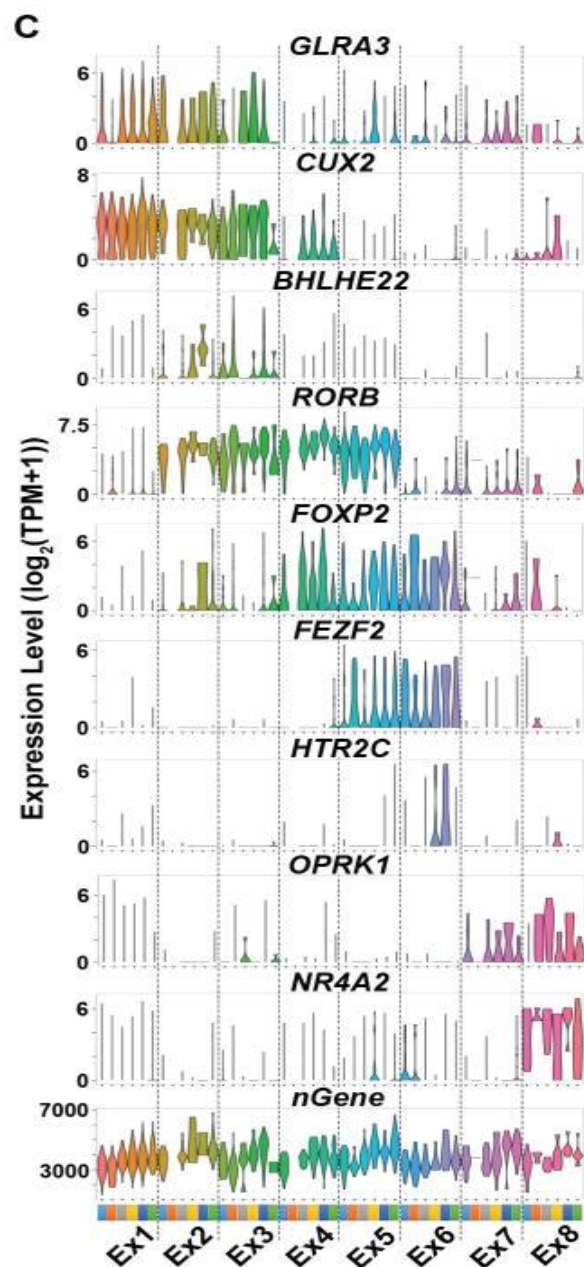 C
GLRA3
6
0
CUX2
8
0
BHLHE22
6
0
RORB
7.5
0
FOXP2
6
0
FEZF2
6
0
HTR2C
6
0
OPRK1
6
0
NR4A2
6
0
nGene
7000
3000
Expression Level (log₂(TPM+1))
Ex1 Ex2 Ex3 Ex4 Ex5 Ex6 Ex7 Ex8